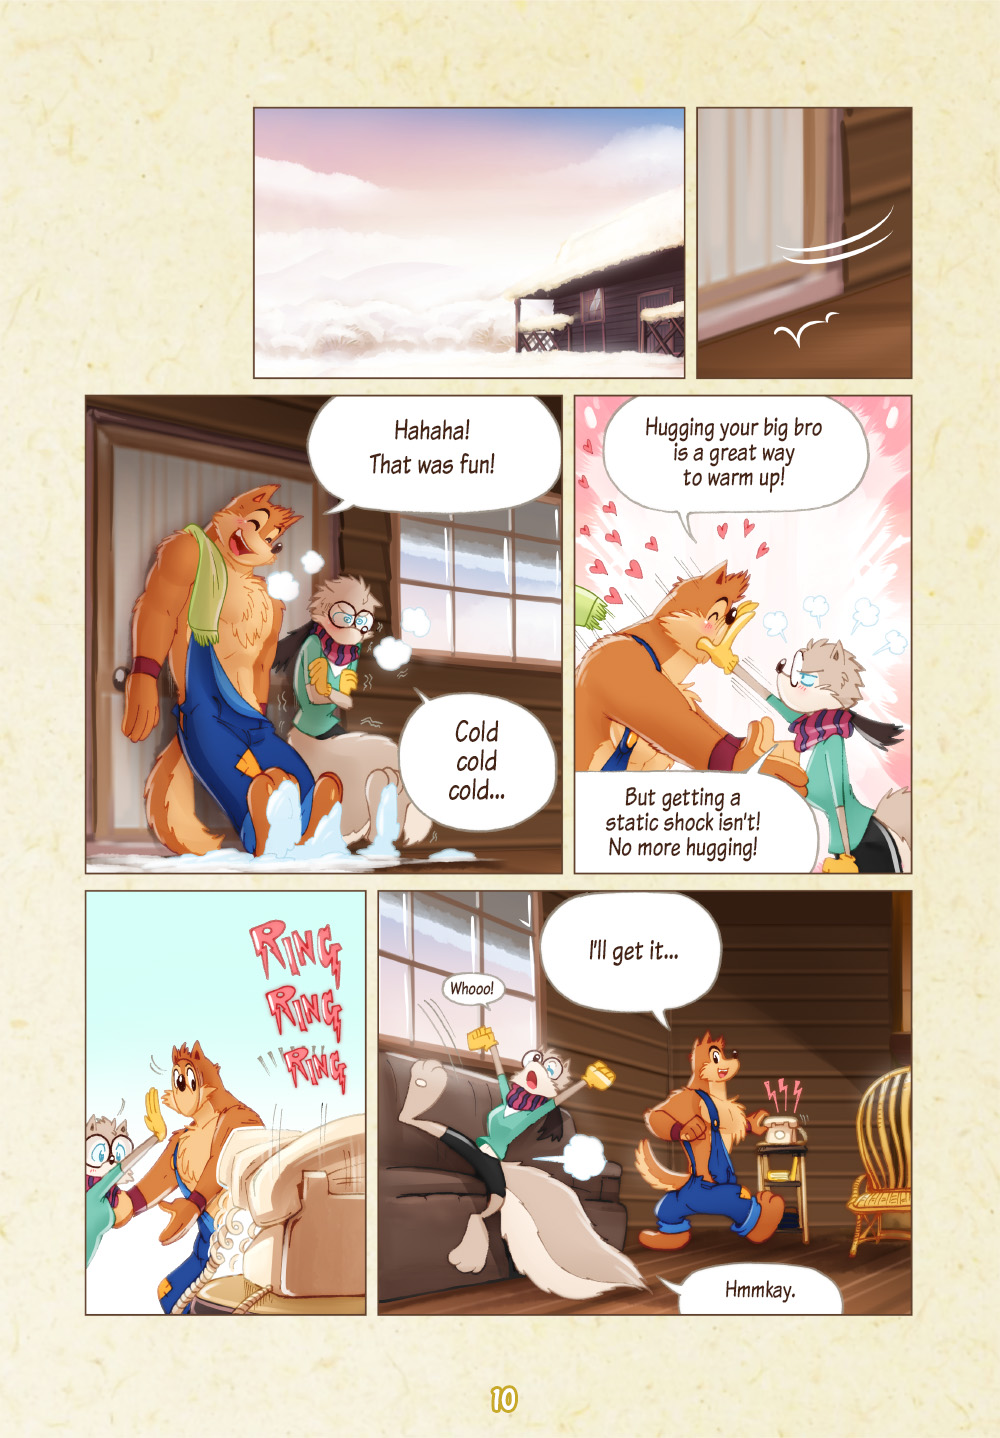 Hahaha!
That was fun!
Cold
cold
cold...
Hugging your big bro
is a great way
to warm up!
But getting a
static shock isn't!
No more hugging!
RING
RING
RING
Whooo!
I'll get it...
Hmmkay.
10